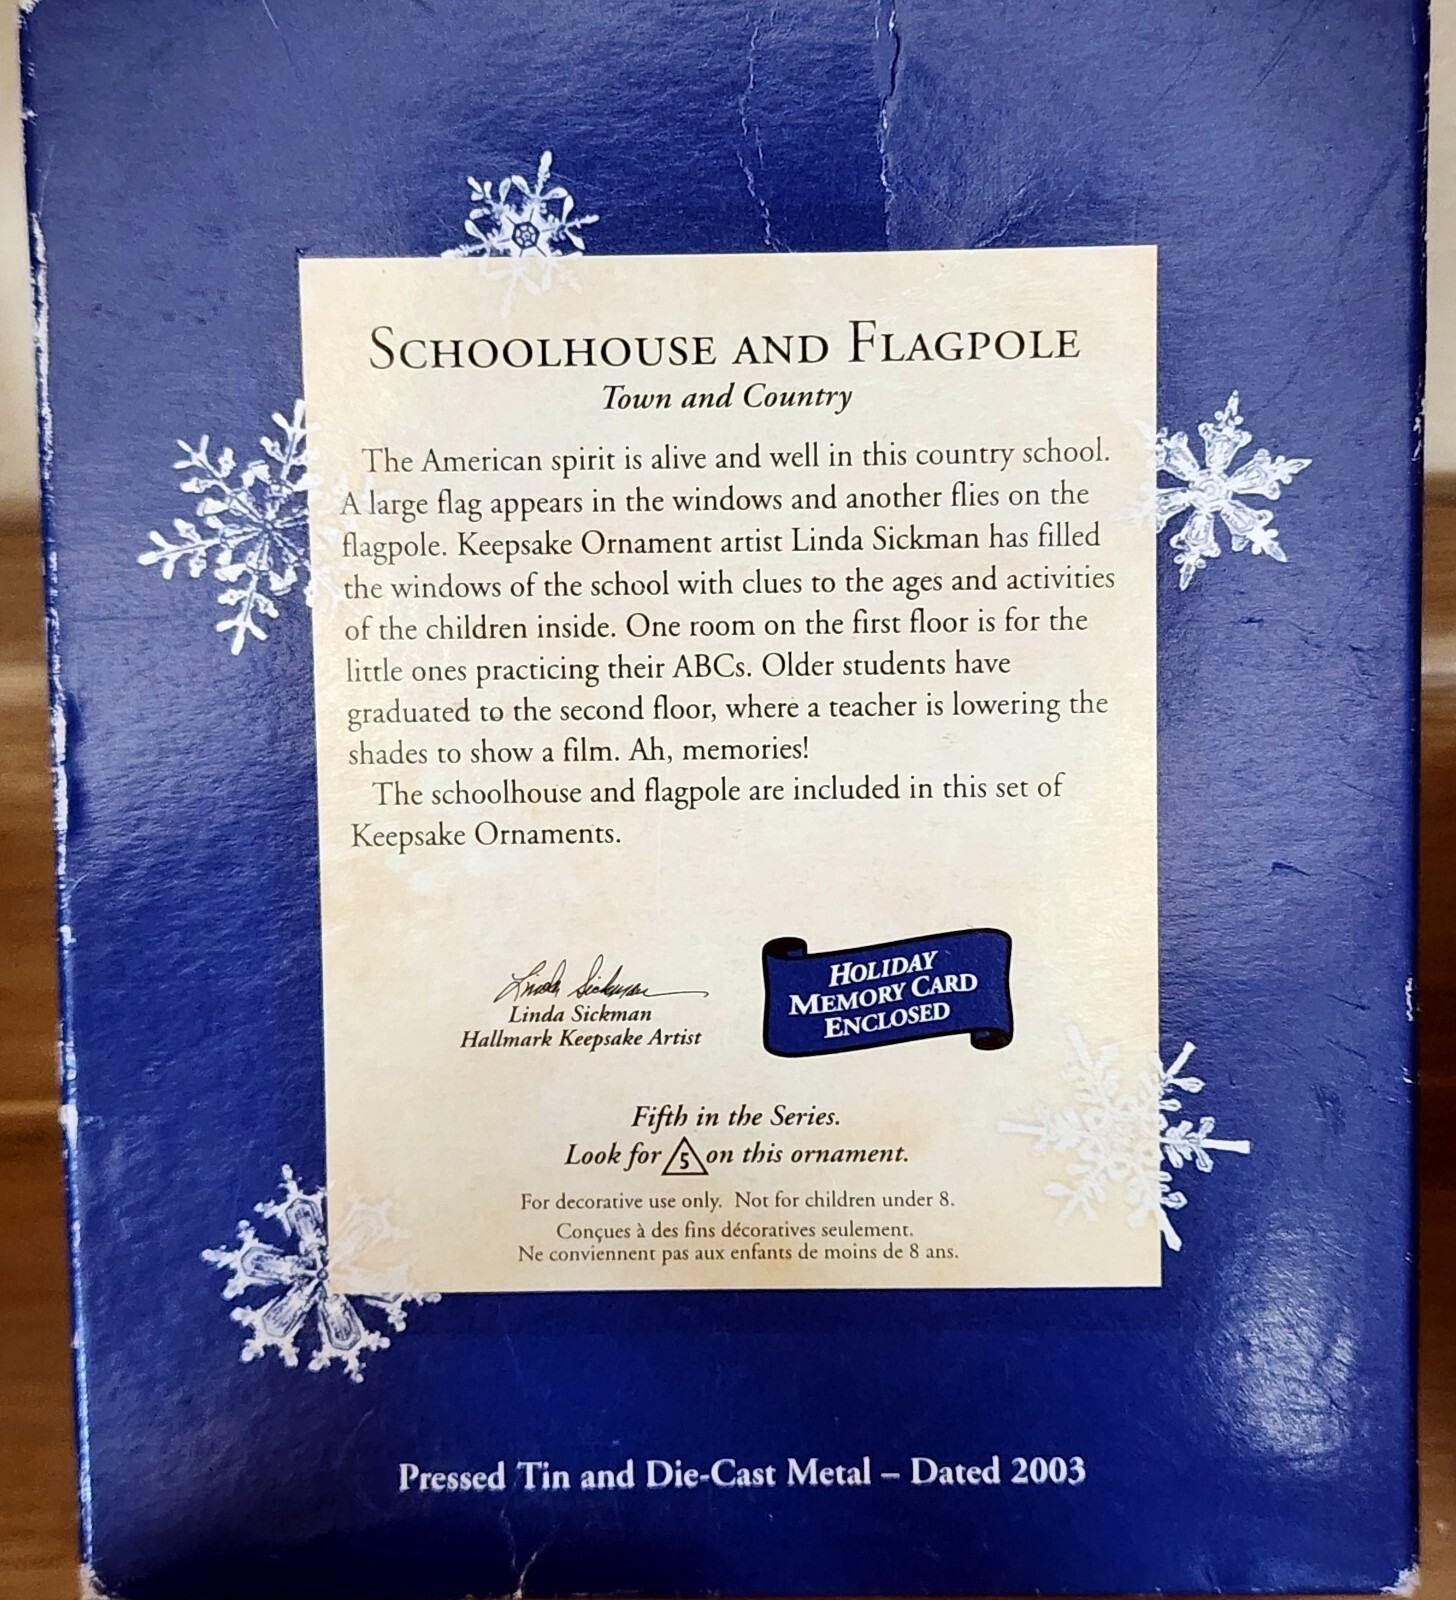 SCHOOLHOUSE AND FLAGPOLE
Town and Country
The American spirit is alive and well in this country school.
A large flag appears in the windows and another flies on the
flagpole. Keepsake Ornament artist Linda Sickman has filled
the windows of the school with clues to the ages and activities
of the children inside. One room on the first floor is for the
little ones practicing their ABCs. Older students have
graduated to the second floor, where a teacher is lowering the
shades to show a film. Ah, memories!
The schoolhouse and flagpole are included in this set of
Keepsake Ornaments.
Linda Sickman
Linda Sickman
Hallmark Keepsake Artist
HOLIDAY
MEMORY CARD
ENCLOSED
Fifth in the Series.
Look for 5 on this ornament.
For decorative use only. Not for children under 8.
Conçues à des fins décoratives seulement.
Ne conviennent pas aux enfants de moins de 8 ans.
Pressed Tin and Die-Cast Metal – Dated 2003